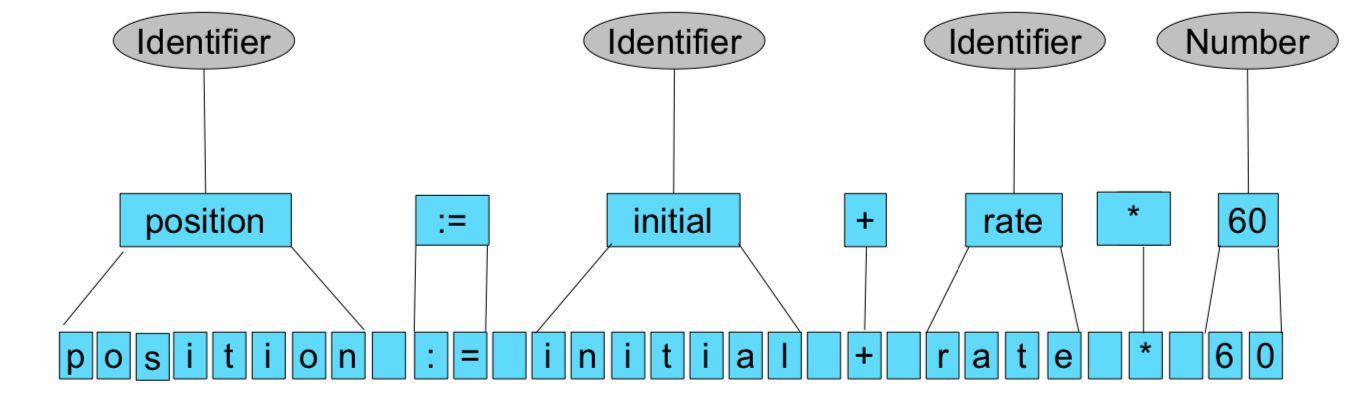 Identifier Identifier Identifier Number
position := initial + rate * 60
p o s i t i o n : = i n i t i a l + r a t e * 6 0